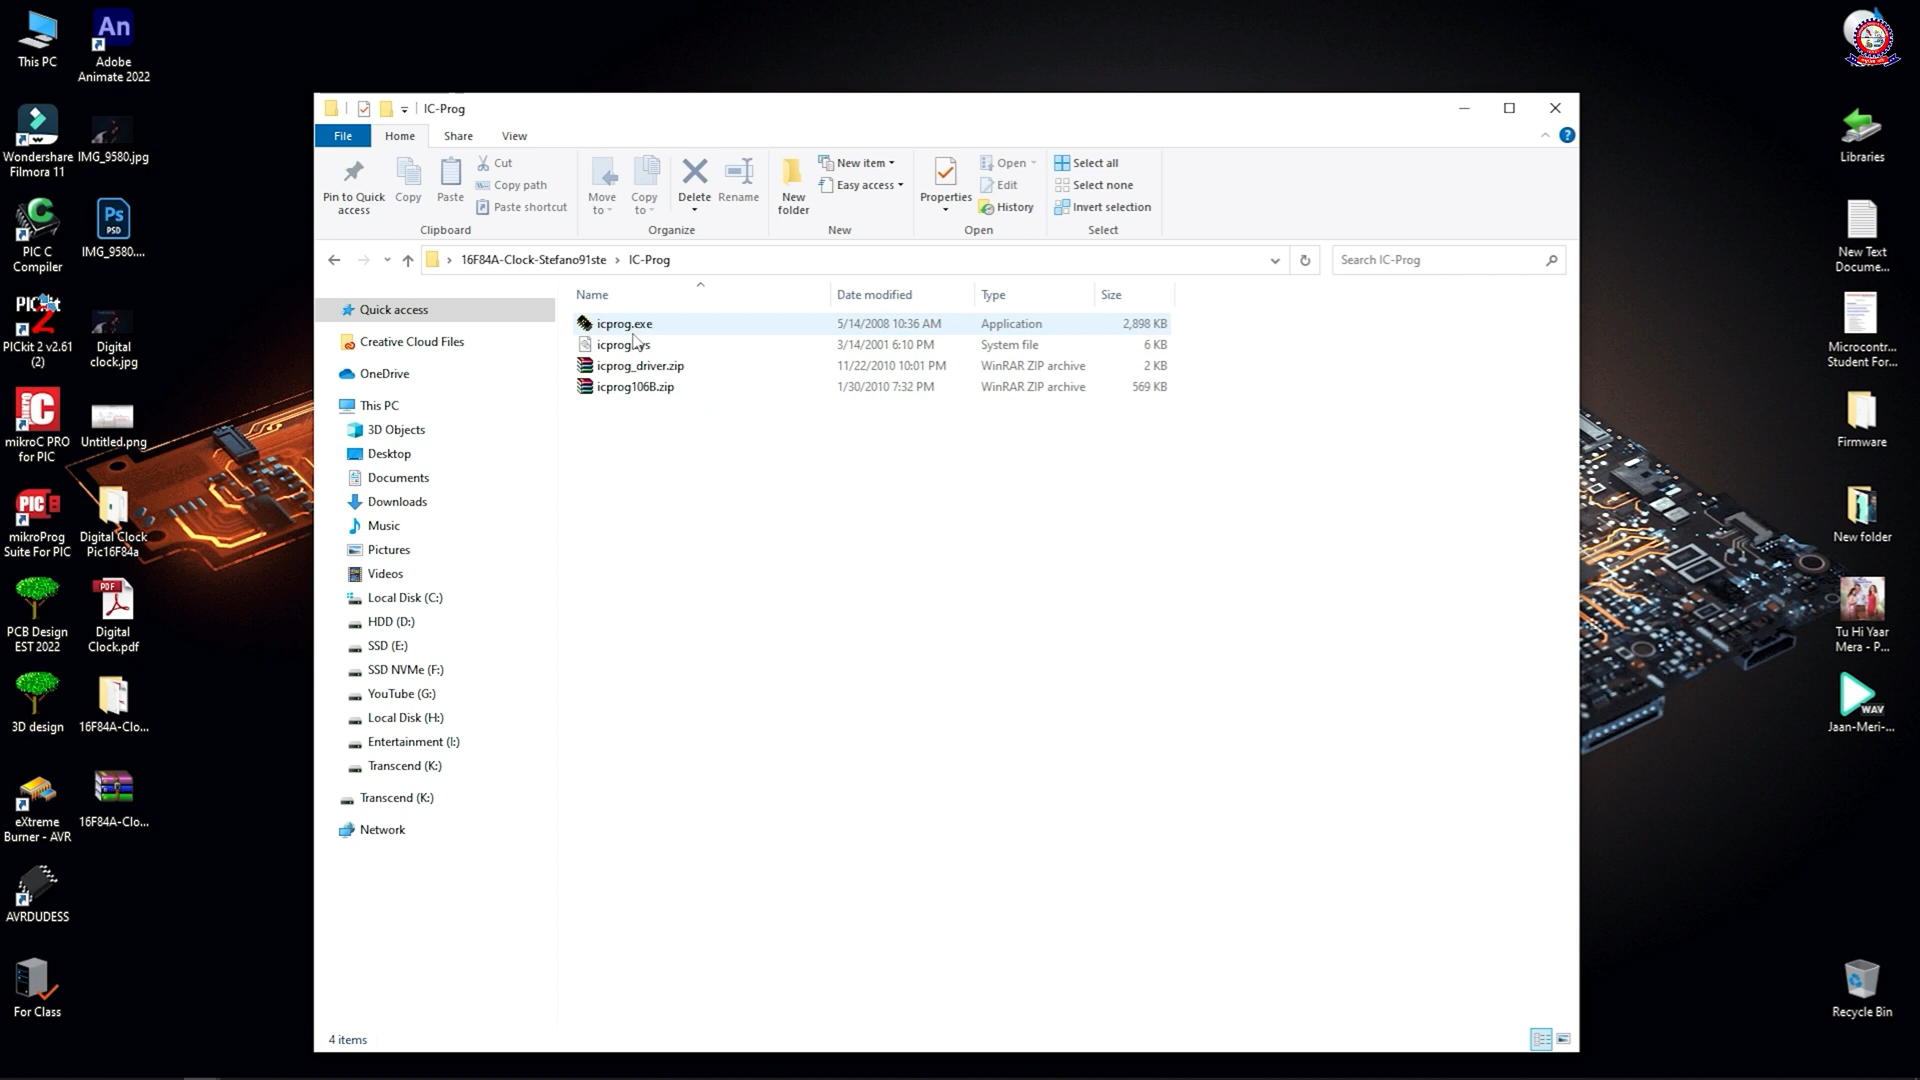 This PC
An
Adobe
Animate 2022
Wondershare
Filmora 11
IMG_9580.jpg
PIC C
Compiler
Ps
PSD
IMG_9580....
PICkit
2
PICkit 2 v2.61
(2)
Digital
clock.jpg
mikroC PRO
for PIC
Untitled.png
PIC
mikroProg
Suite For PIC
Digital Clock
Pic16F84a
PCB Design
EST 2022
PDF
Digital
Clock.pdf
3D design
16F84A-Clo...
eXtreme
Burner - AVR
16F84A-Clo...
AVRDUDESS
For Class
IC-Prog
File
Home
Share
View
Pin to Quick
access
Copy
Paste
Cut
Copy path
Paste shortcut
Clipboard
Move
to
Copy
to
Delete
Rename
Organize
New
folder
New item
Easy access
New
Properties
Open
Edit
History
Open
Select all
Select none
Invert selection
Select
16F84A-Clock-Stefano91ste > IC-Prog
Search IC-Prog
Name Date modified Type Size
icprog.exe 5/14/2008 10:36 AM Application 2,898 KB
3/14/2001 6:10 PM System file 6 KB
icprog_driver.zip 11/22/2010 10:01 PM WinRAR ZIP archive 2 KB
icprog106B.zip 1/30/2010 7:32 PM WinRAR ZIP archive 569 KB
Quick access
Creative Cloud Files
OneDrive
This PC
3D Objects
Desktop
Documents
Downloads
Music
Pictures
Videos
Local Disk (C:)
HDD (D:)
SSD (E:)
SSD NVMe (F:)
YouTube (G:)
Local Disk (H:)
Entertainment (I:)
Transcend (K:)
Transcend (K:)
Network
4 items
Libraries
New Text
Docume...
Microcontr...
Student For...
Firmware
New folder
Tu Hi Yaar
Mera - P...
WAV
Jaan-Meri-...
Recycle Bin